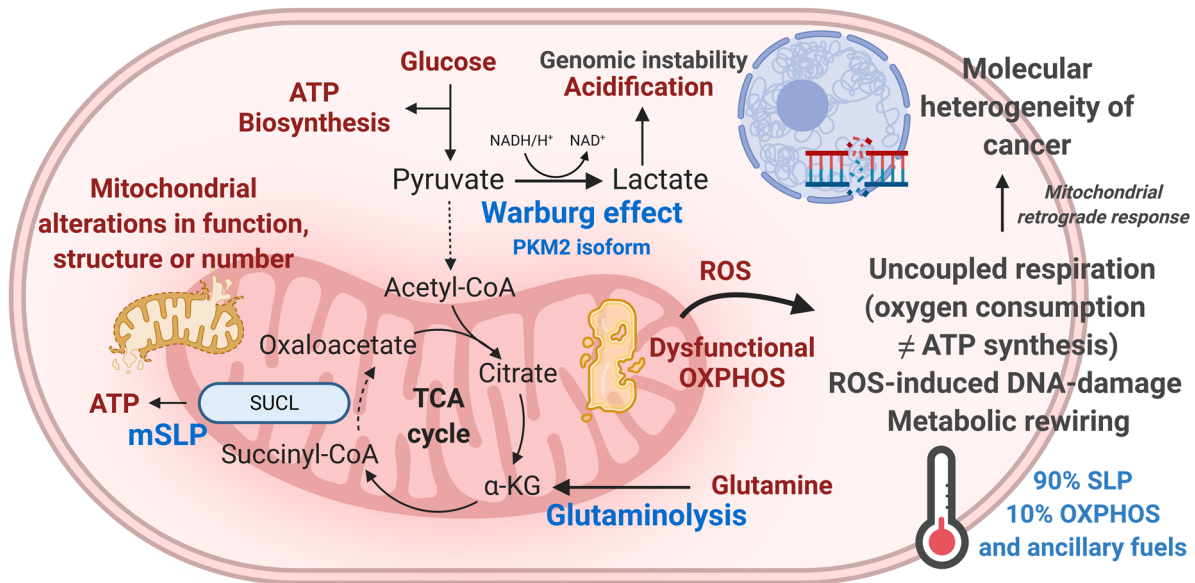 Glucose
ATP
Biosynthesis
Genomic instability
Acidification
NADH/H⁺
NAD⁺
Pyruvate
Lactate
Warburg effect
PKM2 isoform
Molecular
heterogeneity of
cancer
Mitochondrial
retrograde response
Mitochondrial
alterations in function,
structure or number
Acetyl-CoA
Oxaloacetate
Citrate
TCA
cycle
ATP
SUCL
mSLP
Succinyl-CoA
α-KG
Glutamine
Glutaminolysis
ROS
Dysfunctional
OXPHOS
Uncoupled respiration
(oxygen consumption
≠ ATP synthesis)
ROS-induced DNA-damage
Metabolic rewiring
90% SLP
10% OXPHOS
and ancillary fuels